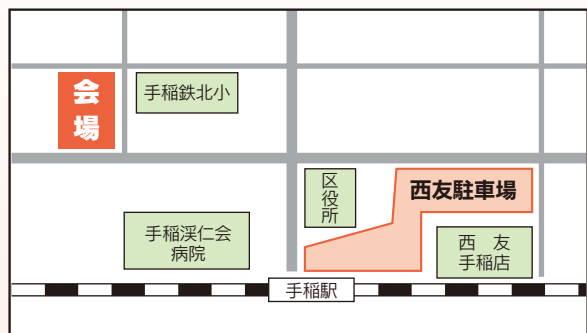 会場
手稲鉄北小
区役所
西友駐車場
手稲渓仁会
病院
西 友
手稲店
手稲駅